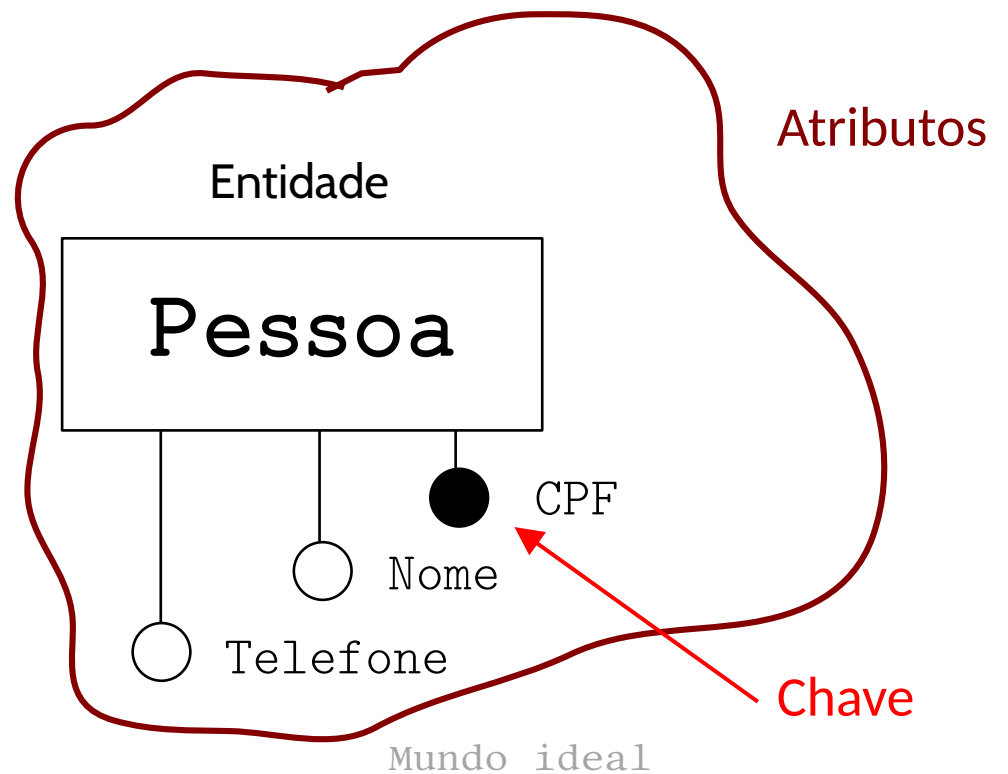 Atributos
Entidade
Pessoa
CPF
Nome
Telefone
Chave
Mundo ideal